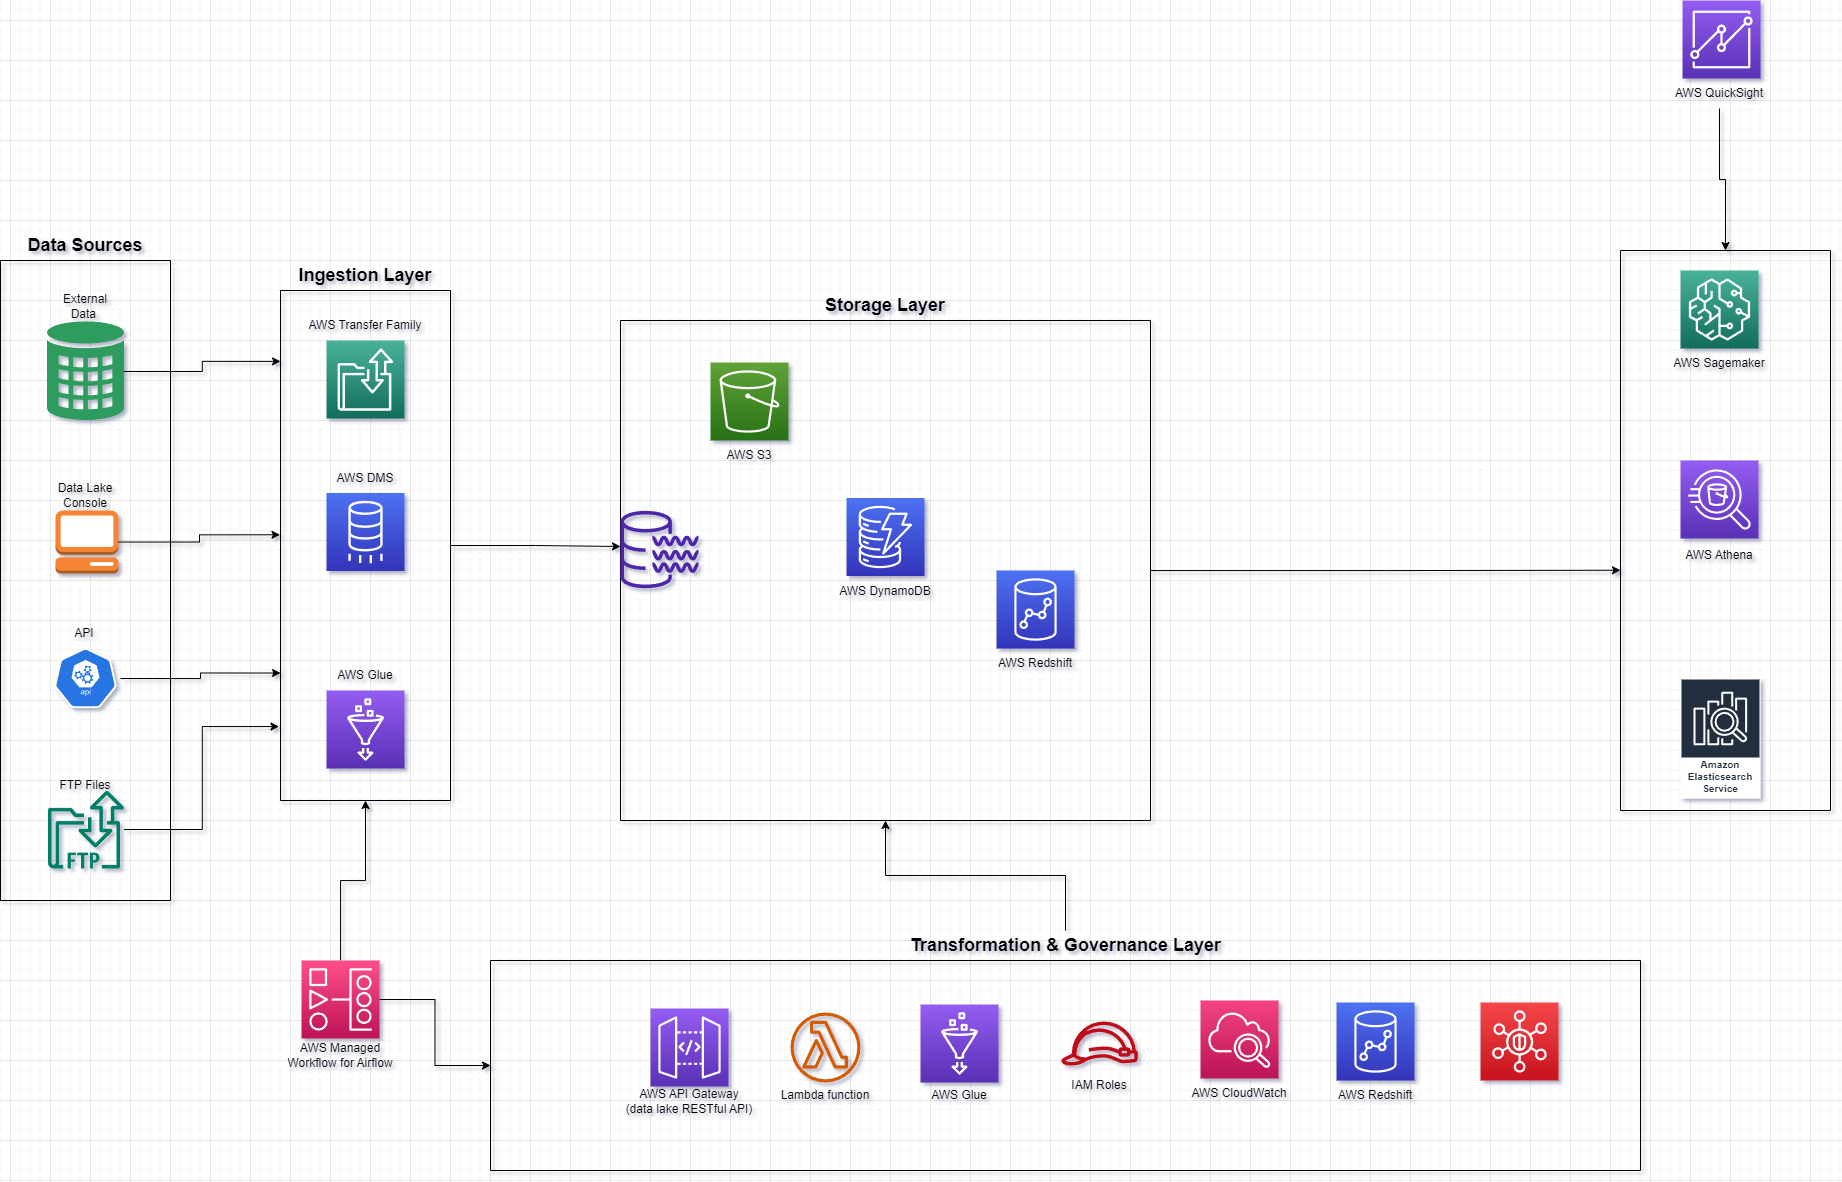 AWS QuickSight
Data Sources
External
Data
Data Lake
Console
API
api
FTP Files
FTP
Ingestion Layer
AWS Transfer Family
AWS DMS
AWS Glue
Storage Layer
AWS S3
AWS DynamoDB
AWS Redshift
AWS Sagemaker
AWS Athena
Amazon
Elasticsearch
Service
AWS Managed
Workflow for Airflow
Transformation & Governance Layer
</>
AWS API Gateway
(data lake RESTful API)
Lambda function
AWS Glue
IAM Roles
AWS CloudWatch
AWS Redshift